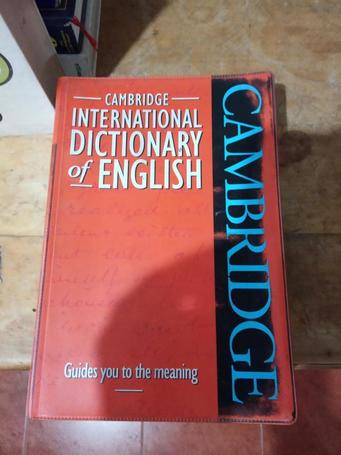 CAMBRIDGE
INTERNATIONAL
DICTIONARY
of ENGLISH
CAMBRIDGE
Guides you to the meaning